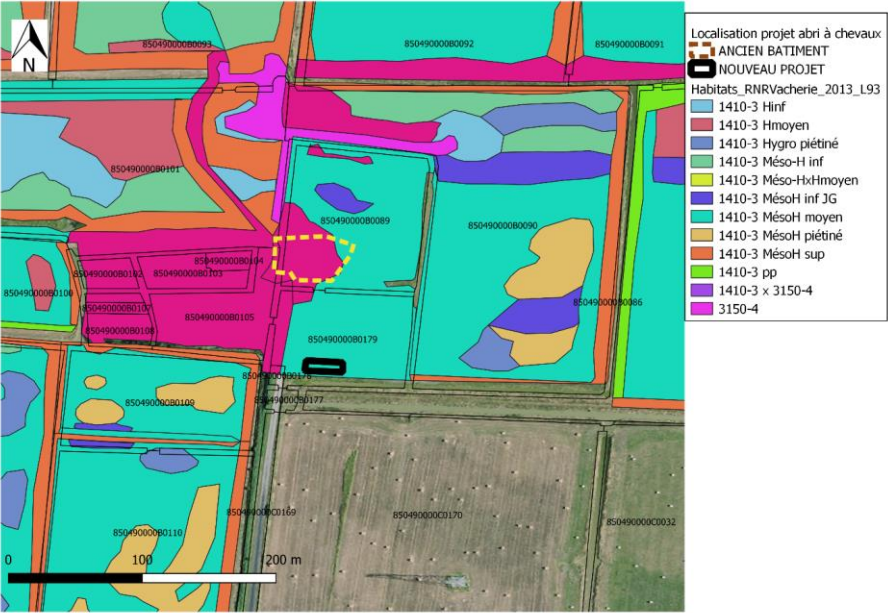 N
850490000B0093
850490000B0092
850490000B0091
850490000B0101
850490000B0089
850490000B0090
850490000B0104
850490000B0102
850490000B0103
850490000B0100
850490000B0086
850490000B0107
850490000B0105
850490000B0108
850490000B0179
850490000B0178
850490000B0177
850490000B0109
850490000C0169
850490000C0170
850490000C0032
850490000B0110
0 100 200 m
Localisation projet abri à chevaux
ANCIEN BATIMENT
NOUVEAU PROJET
Habitats_RNRVacherie_2013_L93
1410-3 Hinf
1410-3 Hmoyen
1410-3 Hygro piétiné
1410-3 Méso-H inf
1410-3 Méso-HxHmoyen
1410-3 MésoH inf JG
1410-3 MésoH moyen
1410-3 MésoH piétiné
1410-3 MésoH sup
1410-3 pp
1410-3 x 3150-4
3150-4